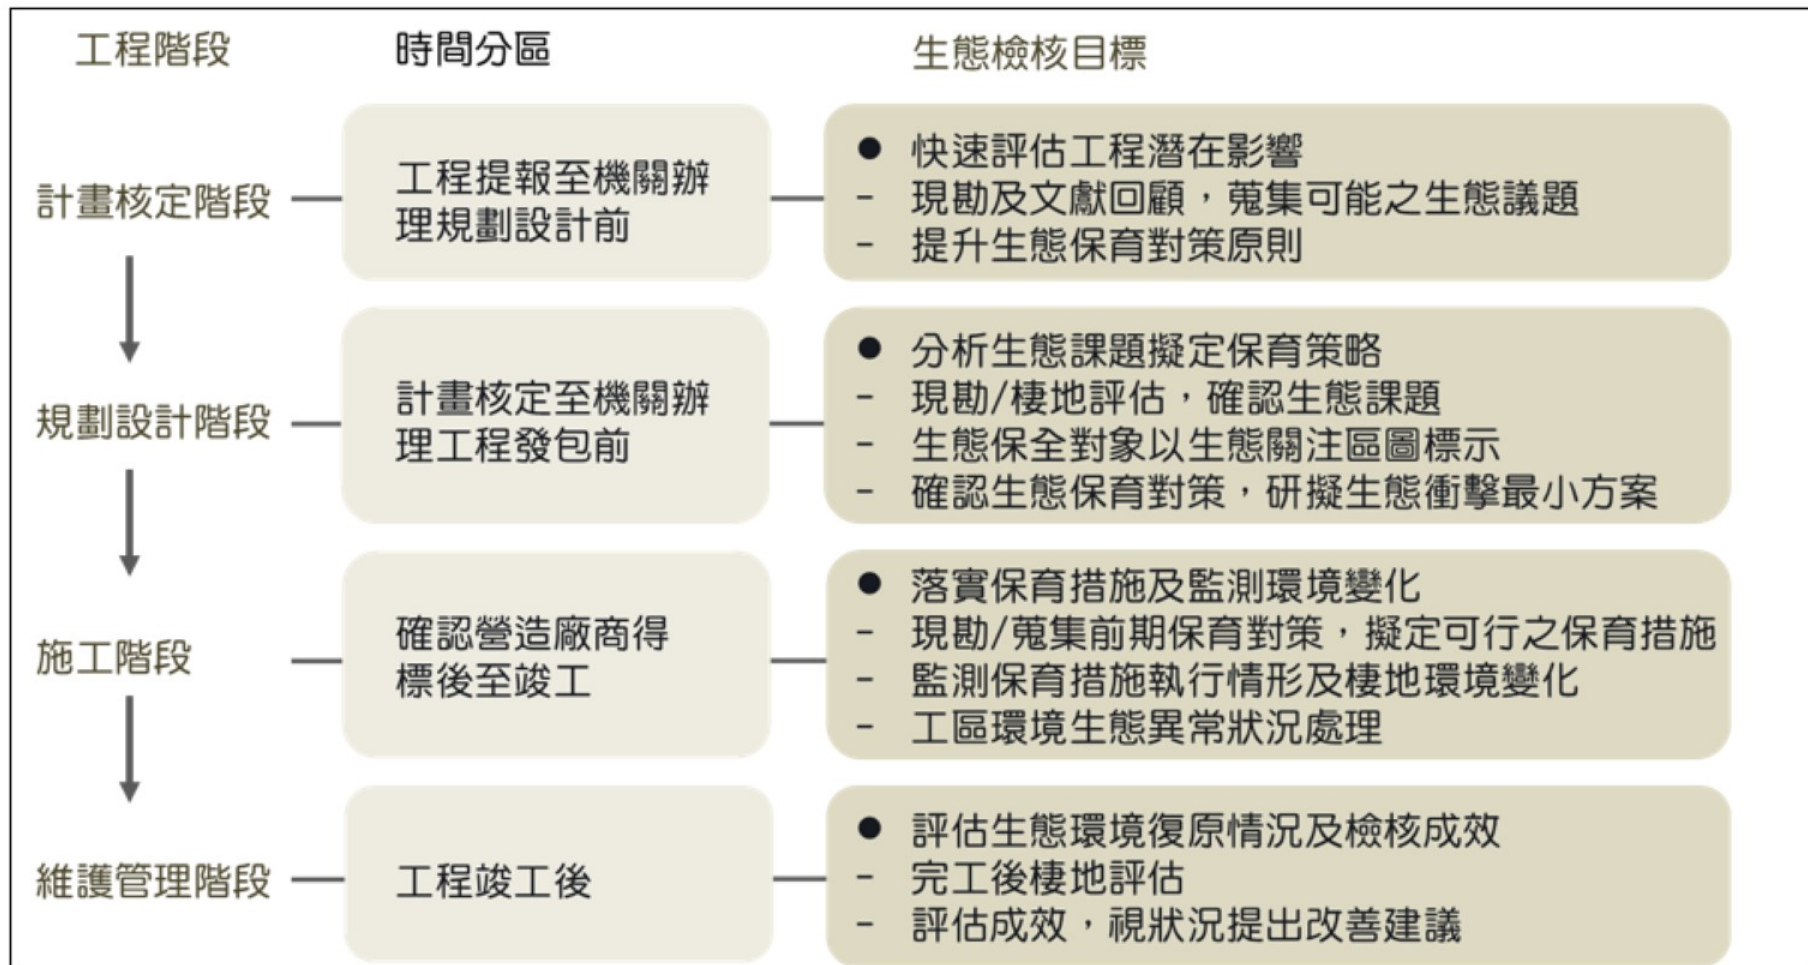 工程階段
時間分區
生態檢核目標
計畫核定階段
工程提報至機關辦
理規劃設計前
● 快速評估工程潛在影響
- 現勘及文獻回顧，蒐集可能之生態議題
- 提升生態保育對策原則
規劃設計階段
計畫核定至機關辦
理工程發包前
● 分析生態課題擬定保育策略
- 現勘/棲地評估，確認生態課題
- 生態保全對象以生態關注區圖標示
- 確認生態保育對策，研擬生態衝擊最小方案
施工階段
確認營造廠商得
標後至竣工
● 落實保育措施及監測環境變化
- 現勘/蒐集前期保育對策，擬定可行之保育措施
- 監測保育措施執行情形及棲地環境變化
- 工區環境生態異常狀況處理
維護管理階段
工程竣工後
● 評估生態環境復原情況及檢核成效
- 完工後棲地評估
- 評估成效，視狀況提出改善建議